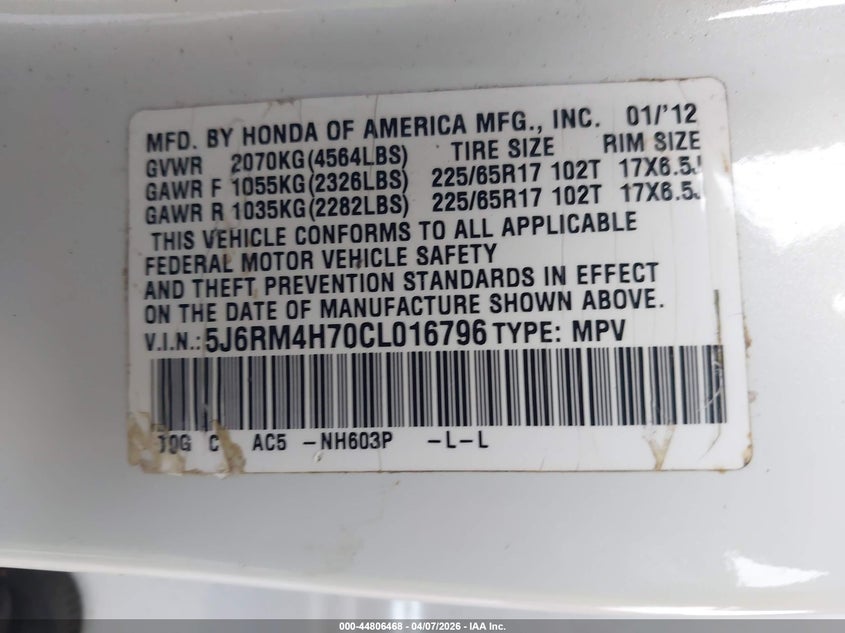 MFD. BY HONDA OF AMERICA MFG., INC. 01/'12
GVWR 2070KG(4564LBS) TIRE SIZE RIM SIZE
GAWR F 1055KG(2326LBS) 225/65R17 102T 17X6.5J
GAWR R 1035KG(2282LBS) 225/65R17 102T 17X6.5J
THIS VEHICLE CONFORMS TO ALL APPLICABLE
FEDERAL MOTOR VEHICLE SAFETY
AND THEFT PREVENTION STANDARDS IN EFFECT
ON THE DATE OF MANUFACTURE SHOWN ABOVE.
V.I.N.: 5J6RM4H70CL016796 TYPE: MPV
C AC5 -NH603P -L-L
000-44806468 - 04/07/2026 - IAA Inc.